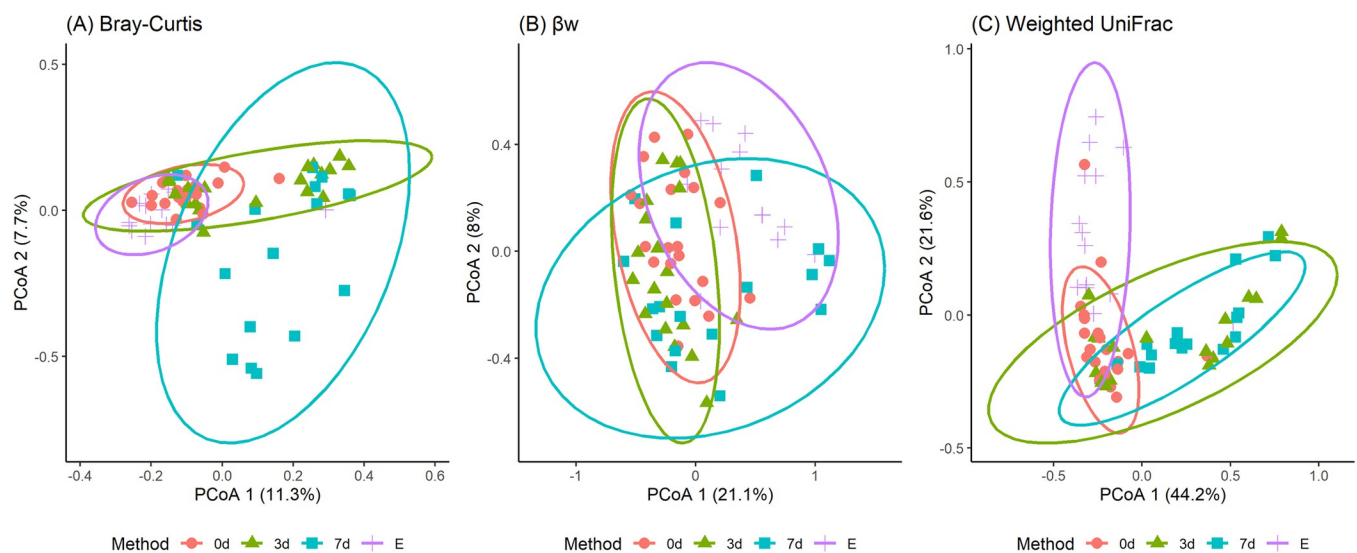 (A) Bray-Curtis
0.5
0.0
-0.5
PCoA 2 (7.7%)
-0.4 -0.2 0.0 0.2 0.4 0.6
PCoA 1 (11.3%)
Method 0d 3d 7d E
(B) βw
0.4
0.0
-0.4
PCoA 2 (8%)
-1 0 1
PCoA 1 (21.1%)
Method 0d 3d 7d E
(C) Weighted UniFrac
1.0
0.5
0.0
-0.5
PCoA 2 (21.6%)
-0.5 0.0 0.5 1.0
PCoA 1 (44.2%)
Method 0d 3d 7d E